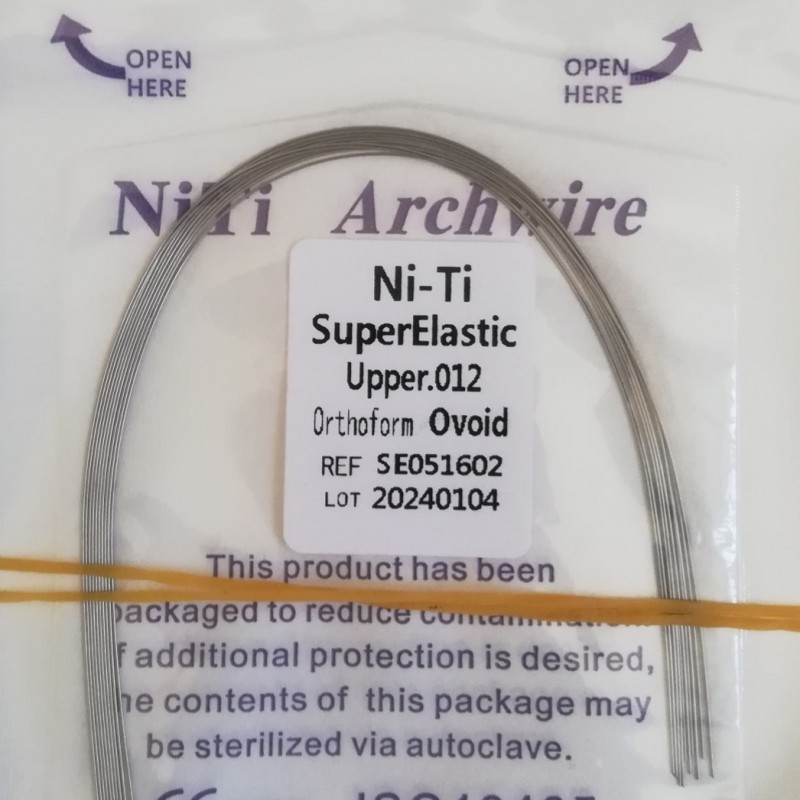 OPEN
HERE
OPEN
HERE
NiTi Archwire
Ni-Ti
SuperElastic
Upper.012
Orthoform Ovoid
REF SE051602
LOT 20240104
This product has been
packaged to reduce
additional protection is desired,
contents of this package may
be sterilized via autoclave.